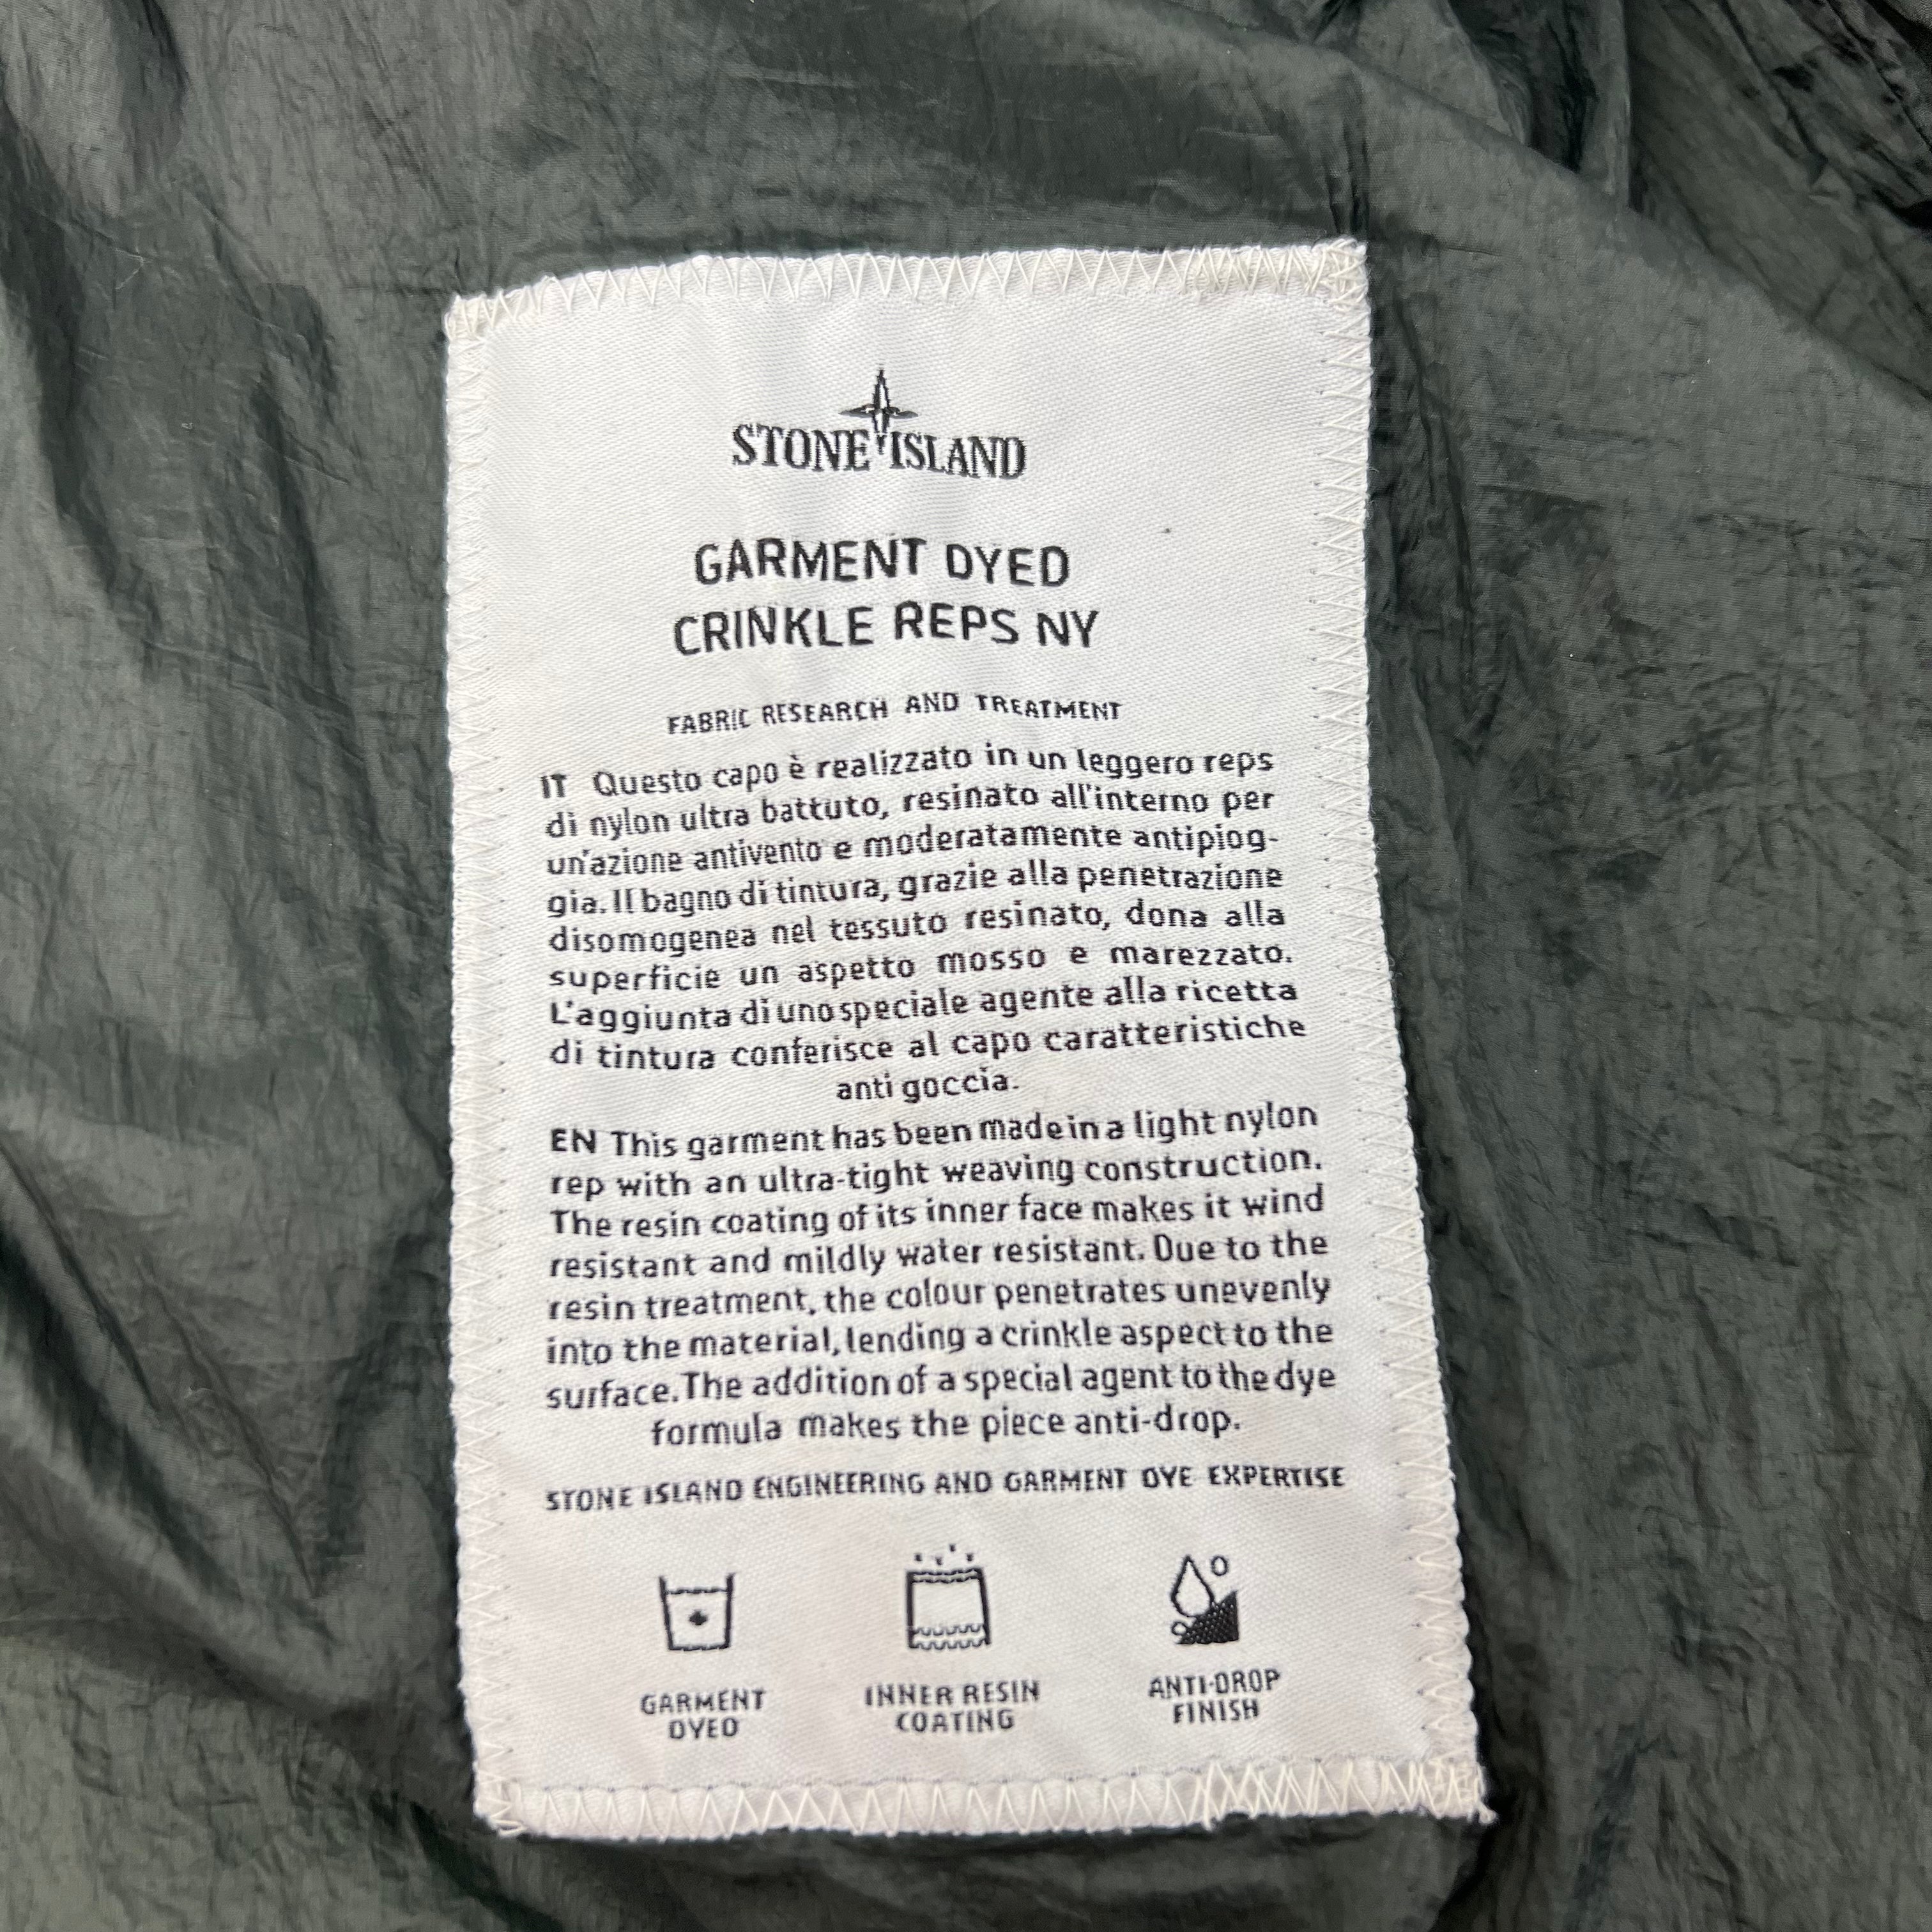 STONE ISLAND
GARMENT DYED
CRINKLE REPS NY
FABRIC RESEARCH AND TREATMENT
IT Questo capo è realizzato in un leggero reps
di nylon ultra battuto, resinato all'interno per
un'azione antivento e moderatamente antipiog-
gia. Il bagno di tintura, grazie alla penetrazione
disomogenea nel tessuto resinato, dona alla
superficie un aspetto mosso e marezzato.
L'aggiunta di uno speciale agente alla ricetta
di tintura conferisce al capo caratteristiche
anti goccia.
EN This garment has been made in a light nylon
rep with an ultra-tight weaving construction.
The resin coating of its inner face makes it wind
resistant and mildly water resistant. Due to the
resin treatment, the colour penetrates unevenly
into the material, lending a crinkle aspect to the
surface. The addition of a special agent to the dye
formula makes the piece anti-drop.
STONE ISLAND ENGINEERING AND GARMENT DYE EXPERTISE
GARMENT
DYED
INNER RESIN
COATING
ANTI-DROP
FINISH